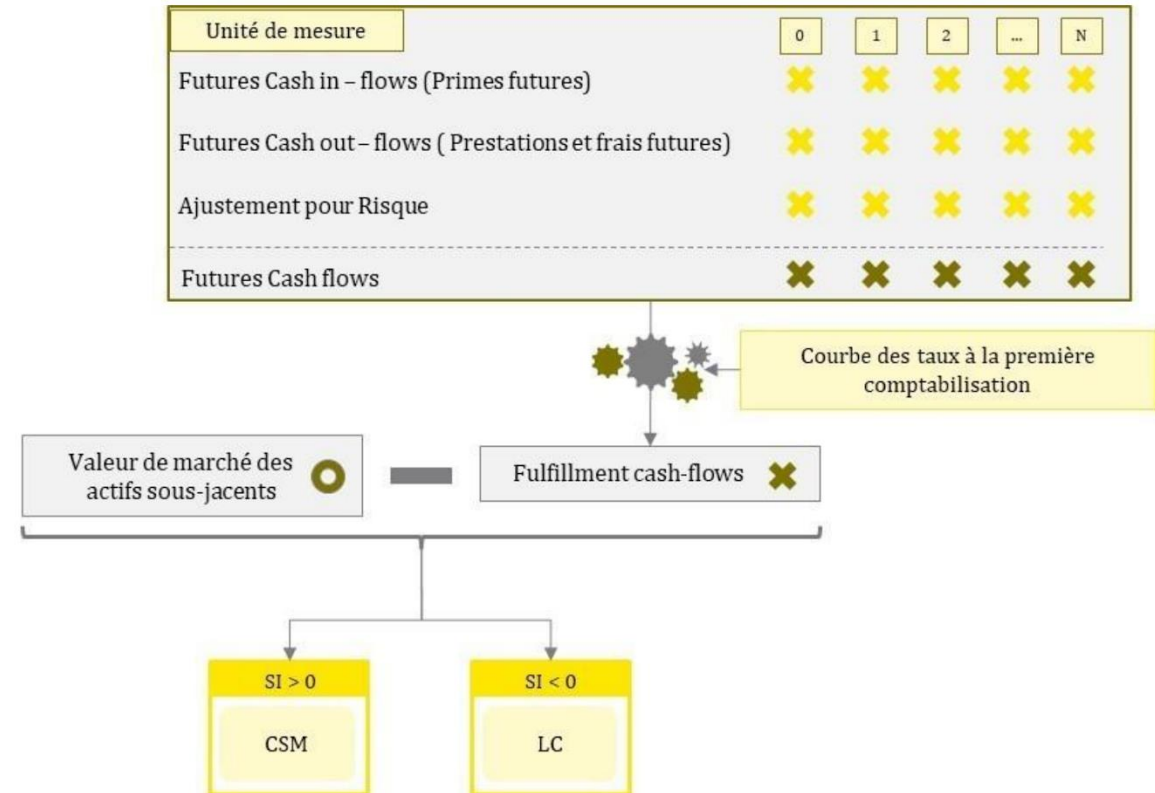 Unité de mesure
0 1 2 ... N
Futures Cash in – flows (Primes futures)
Futures Cash out – flows ( Prestations et frais futures)
Ajustement pour Risque
Futures Cash flows
Courbe des taux à la première
comptabilisation
Valeur de marché des
actifs sous-jacents
Fulfillment cash-flows
SI > 0
SI < 0
CSM
LC